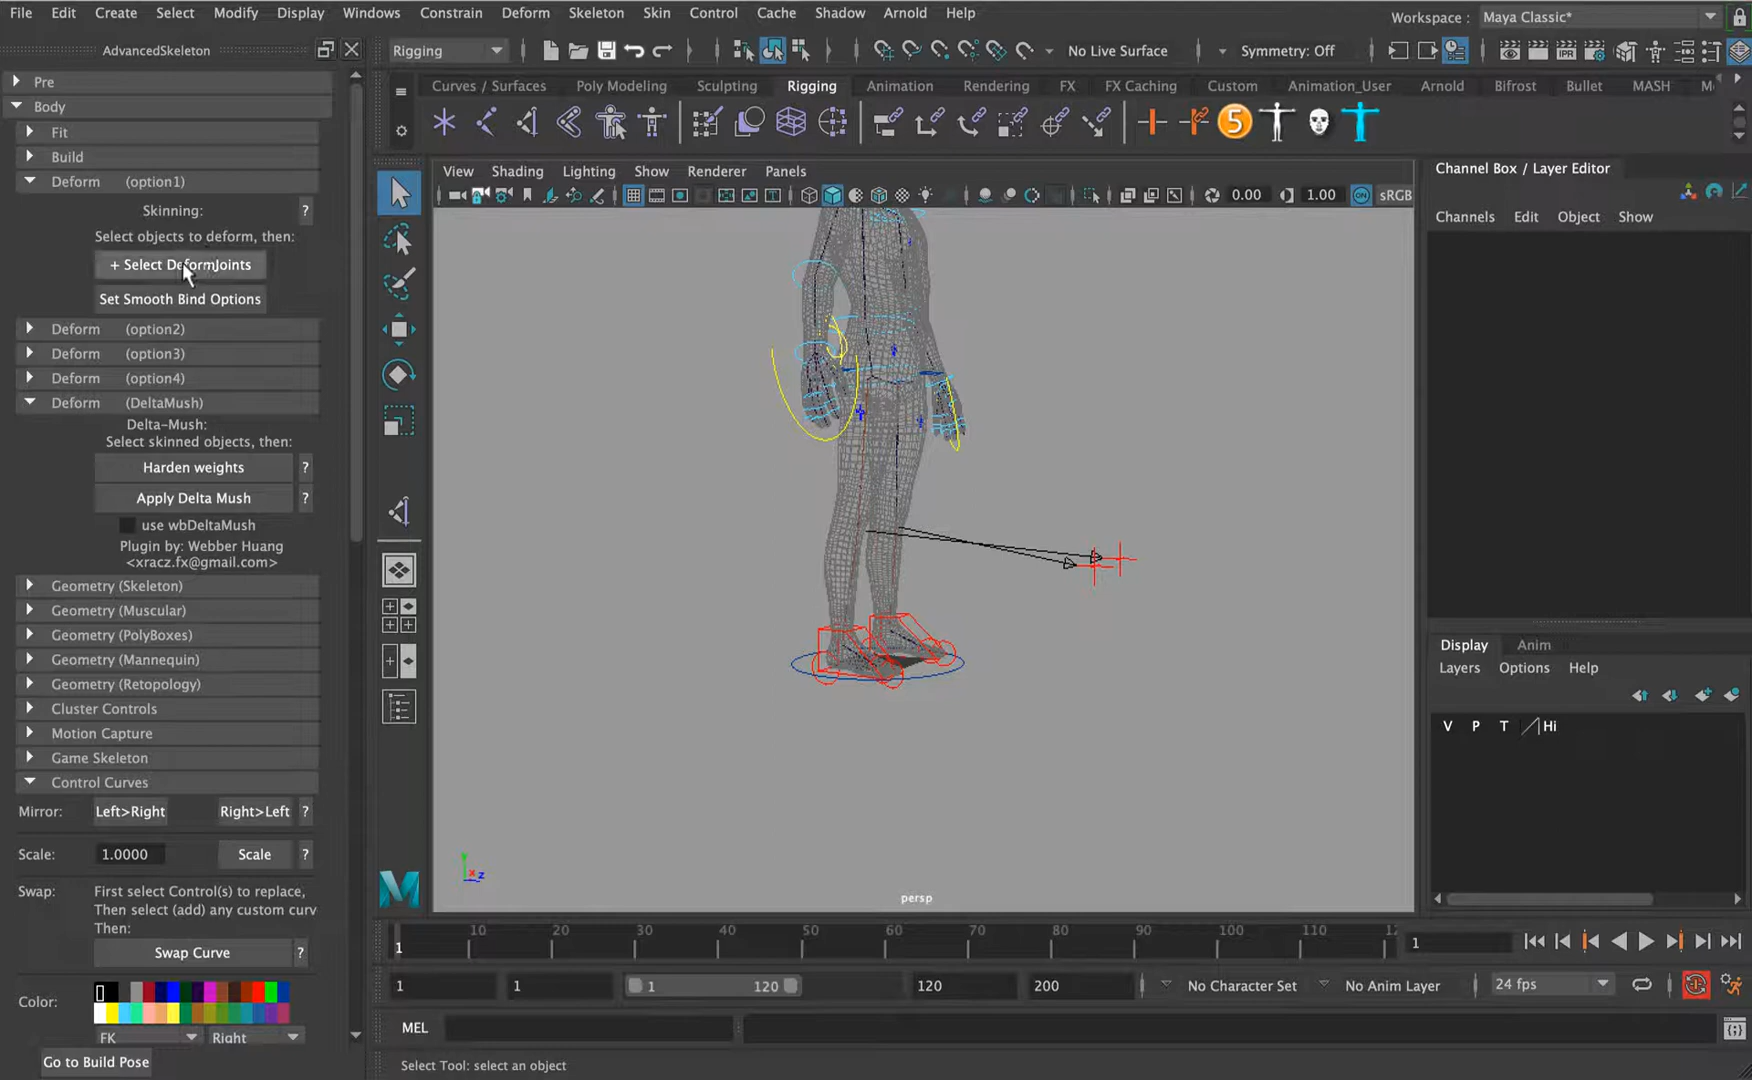 File Edit Create Select Modify Display Windows Constrain Deform Skeleton Skin Control Cache Shadow Arnold Help
Workspace : Maya Classic*
AdvancedSkeleton
Rigging
No Live Surface
Symmetry: Off
Curves / Surfaces Poly Modeling Sculpting Rigging Animation Rendering FX FX Caching Custom Animation_User Arnold Bifrost Bullet MASH
5
Pre
Body
Fit
Build
Deform (option1)
Skinning: ?
Select objects to deform, then:
+ Select DeformJoints
Set Smooth Bind Options
Deform (option2)
Deform (option3)
Deform (option4)
Deform (DeltaMush)
Delta-Mush:
Select skinned objects, then:
Harden weights ?
Apply Delta Mush ?
use wbDeltaMush
Plugin by: Webber Huang
<xracz.fx@gmail.com>
Geometry (Skeleton)
Geometry (Muscular)
Geometry (PolyBoxes)
Geometry (Mannequin)
Geometry (Retopology)
Cluster Controls
Motion Capture
Game Skeleton
Control Curves
Mirror: Left>Right Right>Left ?
Scale: 1.0000 Scale ?
Swap: First select Control(s) to replace,
Then select (add) any custom curv
Then:
Swap Curve ?
Color:
FK Right
Go to Build Pose
View Shading Lighting Show Renderer Panels
0.00 1.00 ON sRGB
IPR
y x z
persp
Channel Box / Layer Editor
Channels Edit Object Show
Display Anim
Layers Options Help
V P T Hi
1 10 20 30 40 50 60 70 80 90 100 110 12
1
1 1 1 120 120 200
No Character Set
No Anim Layer
24 fps
MEL
Select Tool: select an object